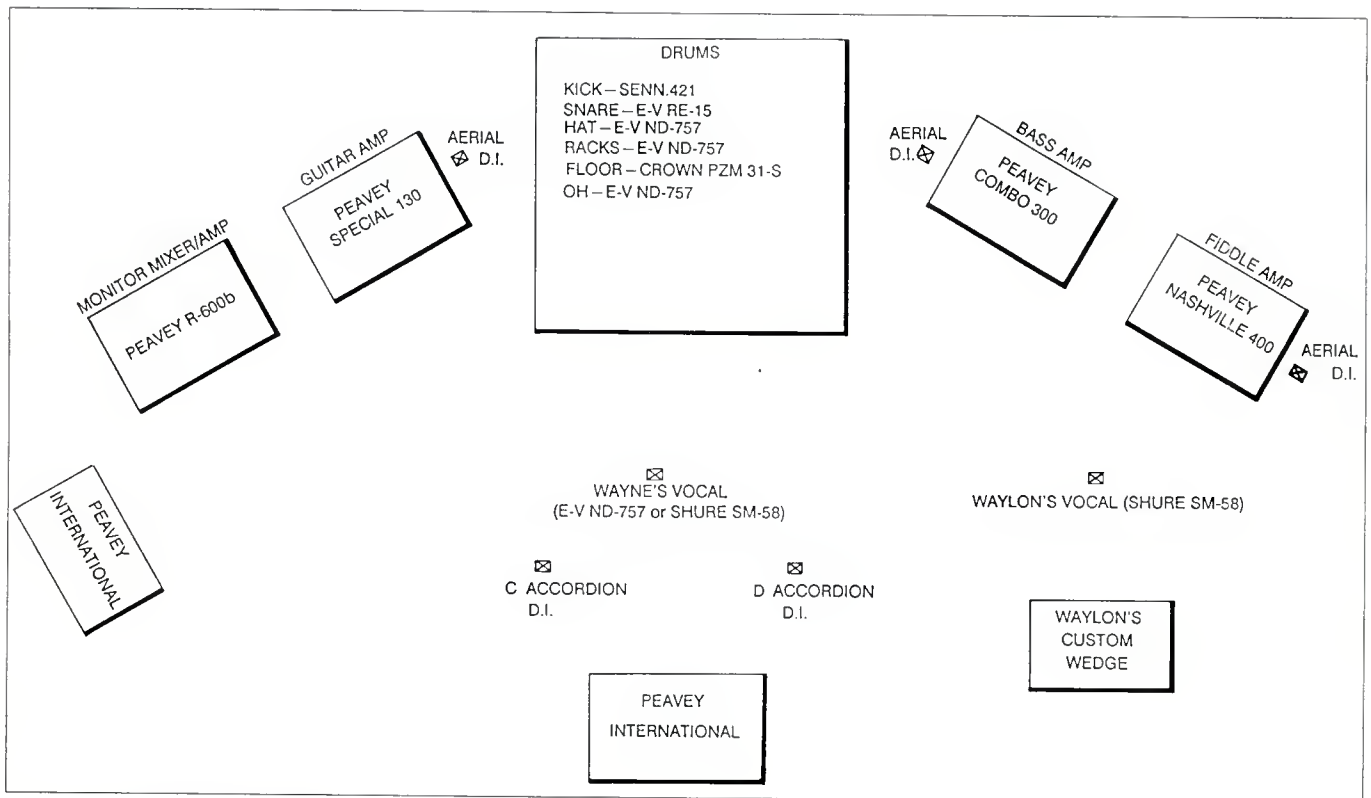 DRUMS
KICK – SENN.421
SNARE – E-V RE-15
HAT – E-V ND-757
RACKS – E-V ND-757
FLOOR – CROWN PZM 31-S
OH – E-V ND-757
AERIAL
D.I.
GUITAR AMP
PEAVEY
SPECIAL 130
MONITOR MIXER/AMP
PEAVEY R-600b
PEAVEY
INTERNATIONAL
AERIAL
D.I.
BASS AMP
PEAVEY
COMBO 300
FIDDLE AMP
PEAVEY
NASHVILLE 400
AERIAL
D.I.
WAYNE'S VOCAL
(E-V ND-757 or SHURE SM-58)
WAYLON'S VOCAL (SHURE SM-58)
C ACCORDION
D.I.
D ACCORDION
D.I.
WAYLON'S
CUSTOM
WEDGE
PEAVEY
INTERNATIONAL